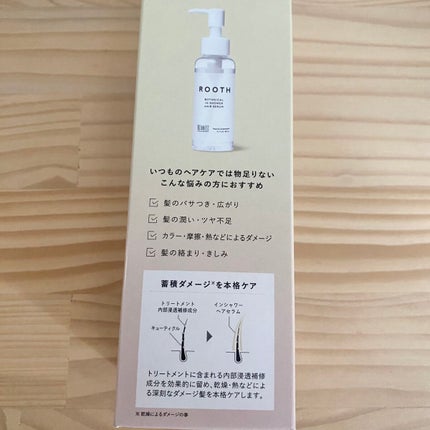 ROOTH
BOTANICAL
IN SHOWER
HAIR SERUM
いつものヘアケアでは物足りない
こんな悩みの方におすすめ
髪のパサつき・広がり
髪の潤い・ツヤ不足
カラー・摩擦・熱などによるダメージ
髪の絡まり・きしみ
蓄積ダメージ※を本格ケア
トリートメント
内部浸透補修成分
キューティクル
インシャワー
ヘアセラム
トリートメントに含まれる内部浸透補修
成分を効果的に留め、乾燥・熱などによ
る深刻なダメージ髪を本格ケアします。
※ 乾燥によるダメージの事